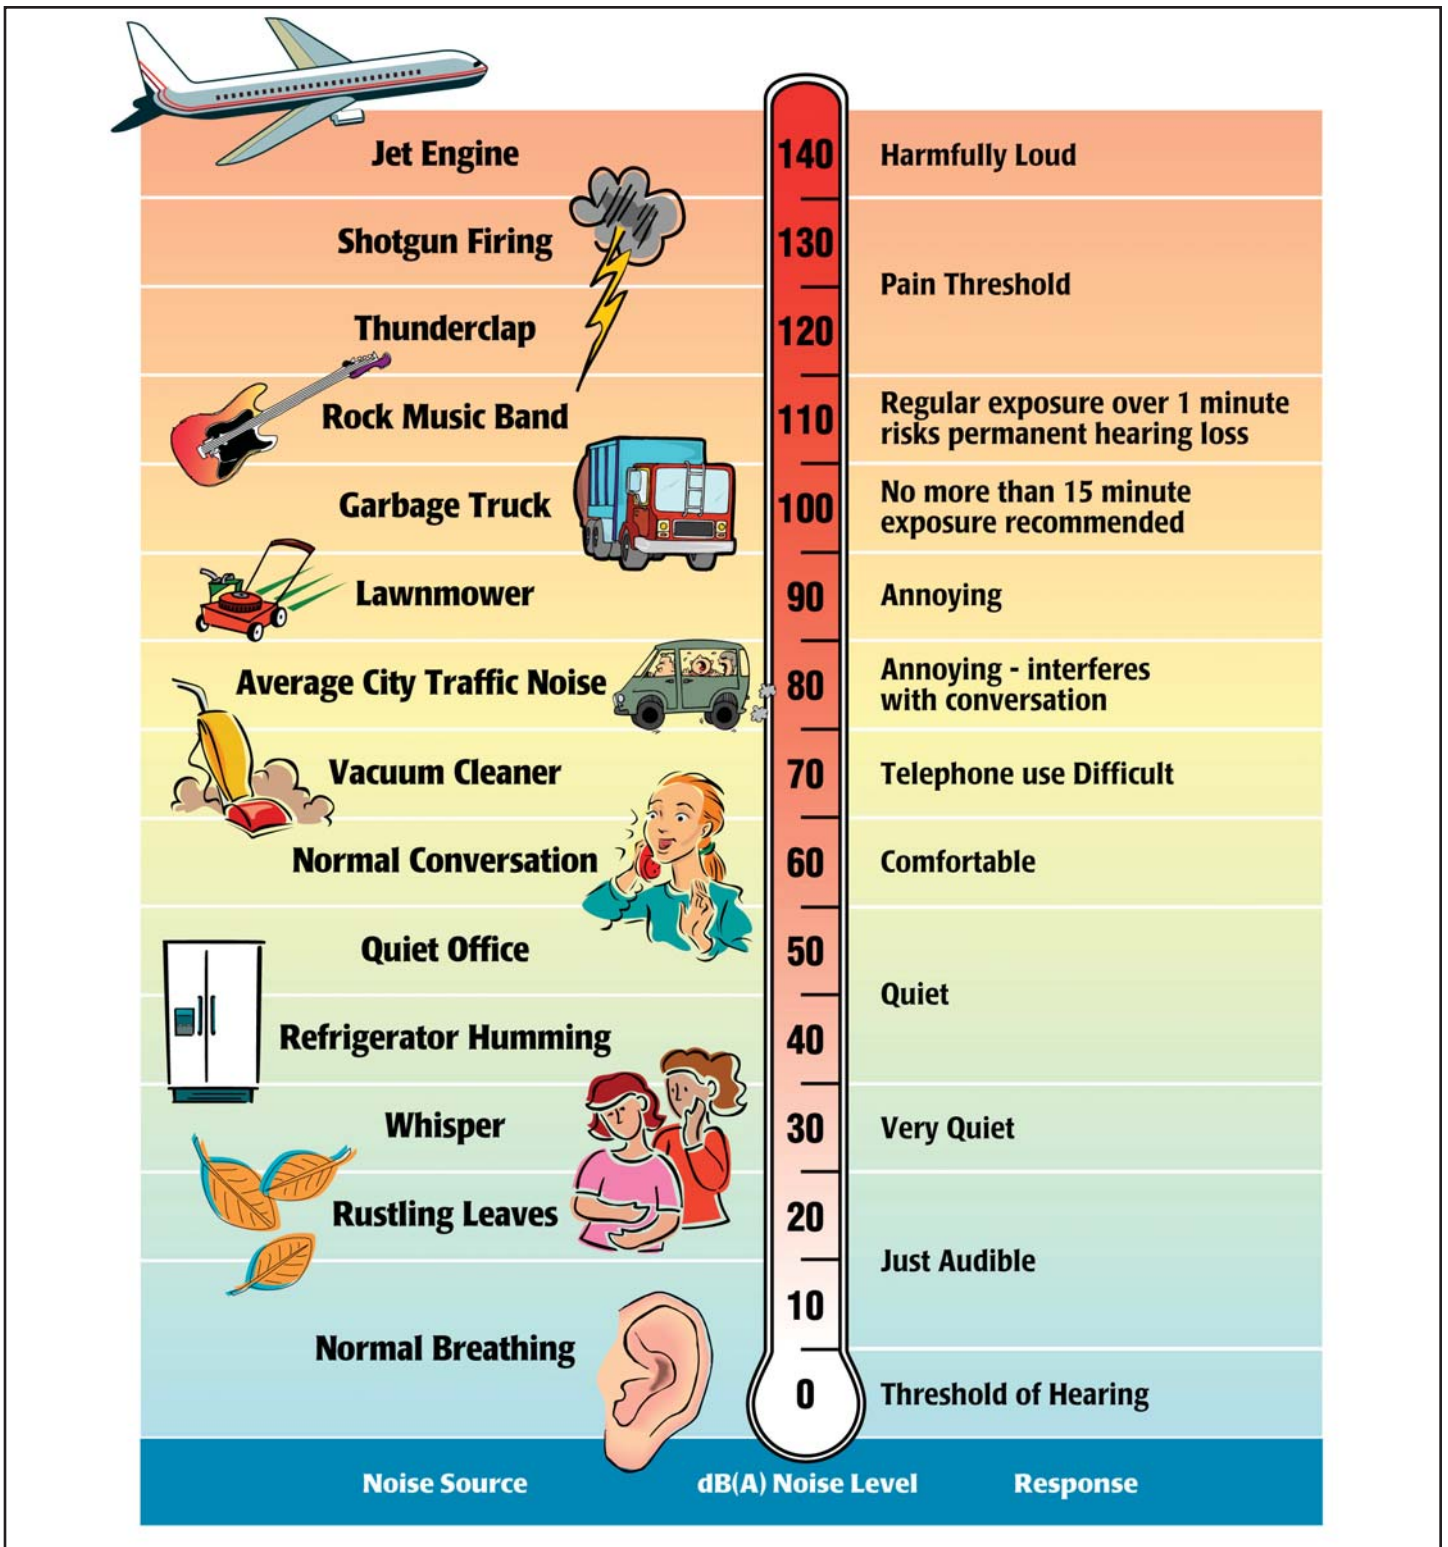 Jet Engine
140
Harmfully Loud
Shotgun Firing
130
Pain Threshold
Thunderclap
120
Rock Music Band
110
Regular exposure over 1 minute
risks permanent hearing loss
Garbage Truck
100
No more than 15 minute
exposure recommended
Lawnmower
90
Annoying
Average City Traffic Noise
80
Annoying - interferes
with conversation
Vacuum Cleaner
70
Telephone use Difficult
Normal Conversation
60
Comfortable
Quiet Office
50
Quiet
Refrigerator Humming
40
Whisper
30
Very Quiet
Rustling Leaves
20
Just Audible
10
Normal Breathing
0
Threshold of Hearing
Noise Source
dB(A) Noise Level
Response